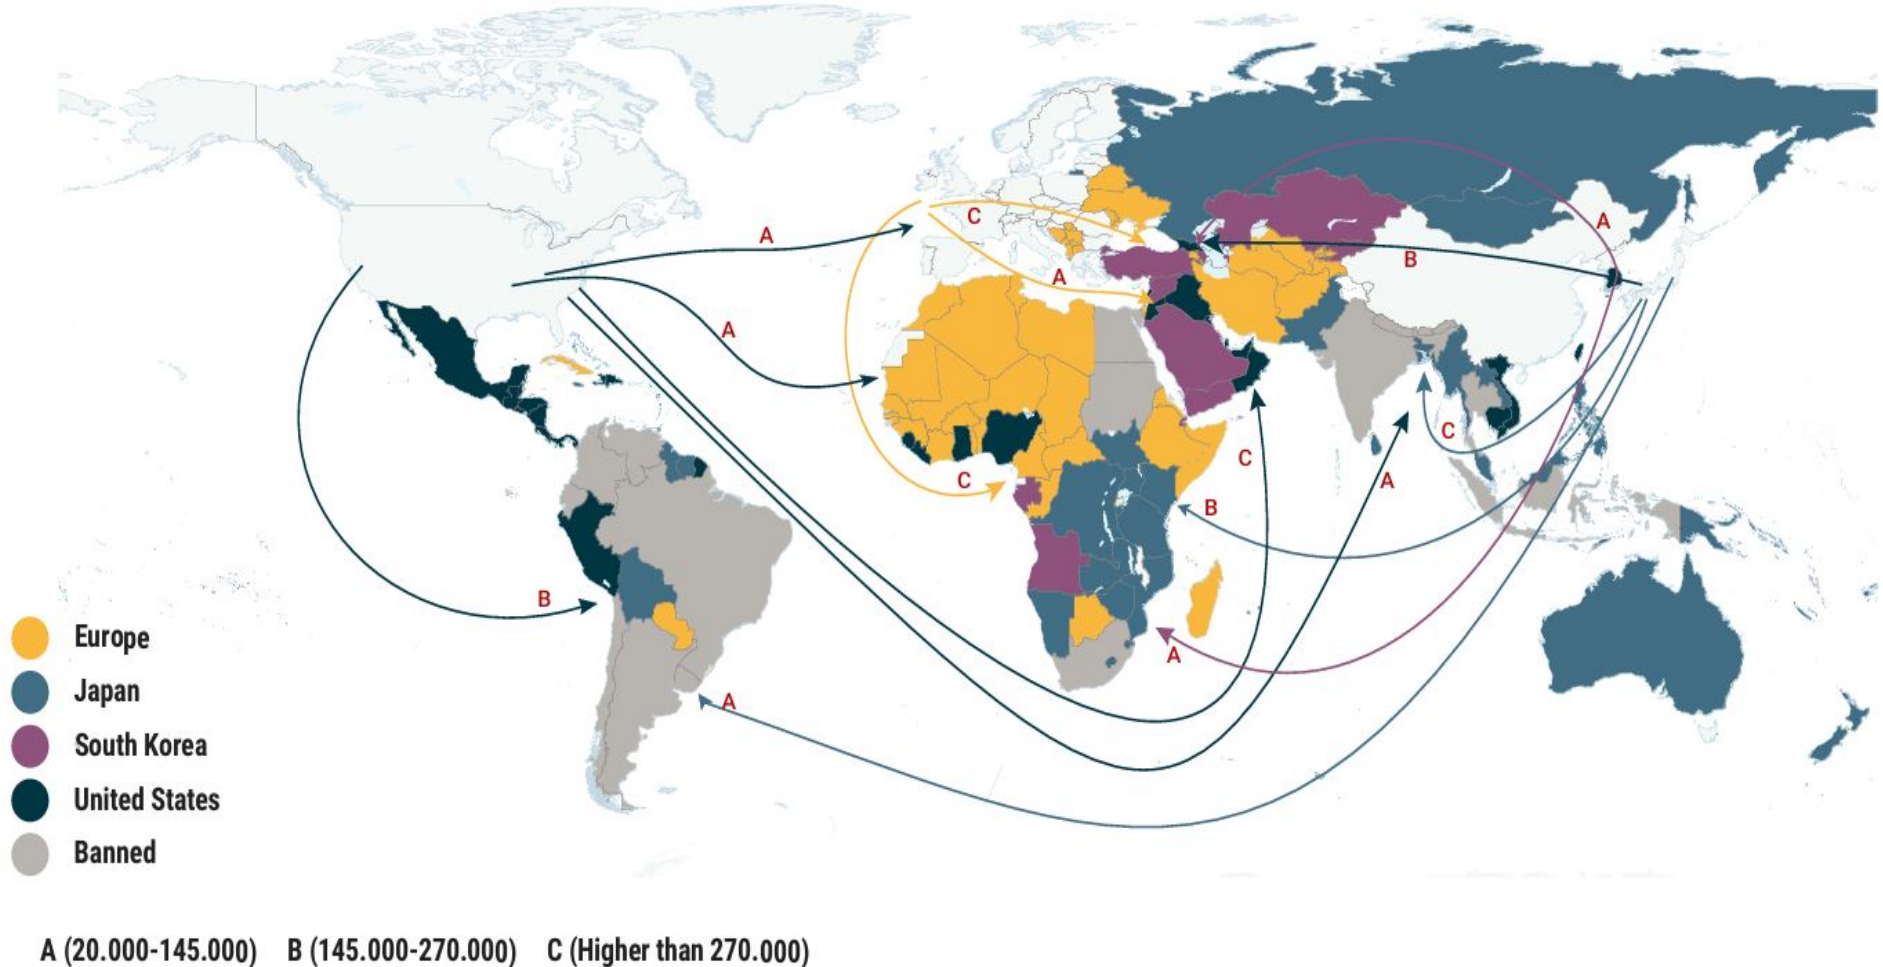 A
C
A
B
A
A
C
C
C
A
B
B
A
A
Europe
Japan
South Korea
United States
Banned
A (20.000-145.000) B (145.000-270.000) C (Higher than 270.000)